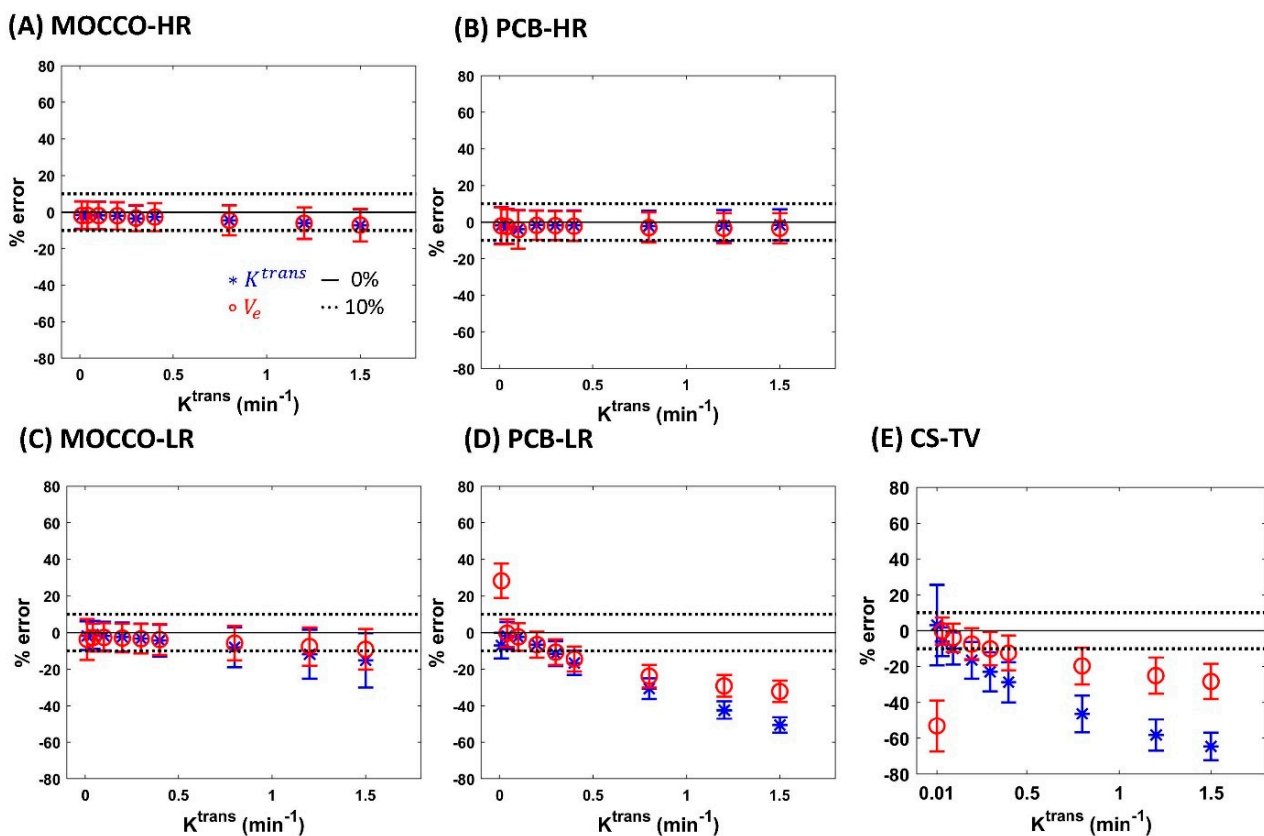 (A) MOCCO-HR
80
60
40
20
0
-20
-40
-60
-80
% error
* K^trans — 0%
○ V_e ··· 10%
0 0.5 1 1.5
K^trans (min^-1)
(B) PCB-HR
80
60
40
20
0
-20
-40
-60
-80
% error
0 0.5 1 1.5
K^trans (min^-1)
(C) MOCCO-LR
80
60
40
20
0
-20
-40
-60
-80
% error
0 0.5 1 1.5
K^trans (min^-1)
(D) PCB-LR
80
60
40
20
0
-20
-40
-60
-80
% error
0 0.5 1 1.5
K^trans (min^-1)
(E) CS-TV
80
60
40
20
0
-20
-40
-60
-80
% error
0.01 0.5 1 1.5
K^trans (min^-1)